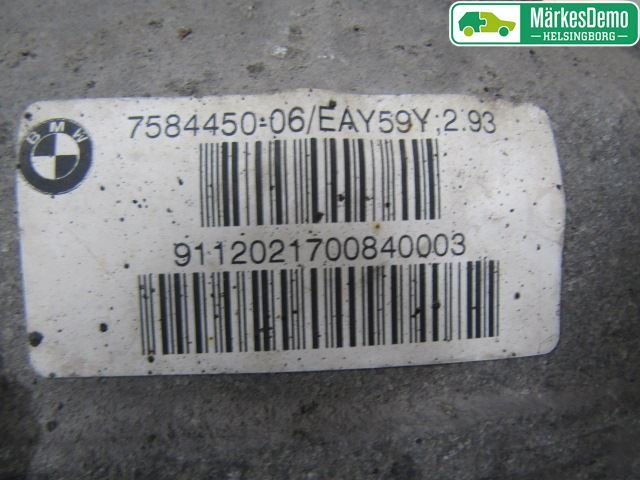 MärkesDemo
HELSINGBORG
BMW
7584450-06/EAY59Y;2.93
9112021700840003